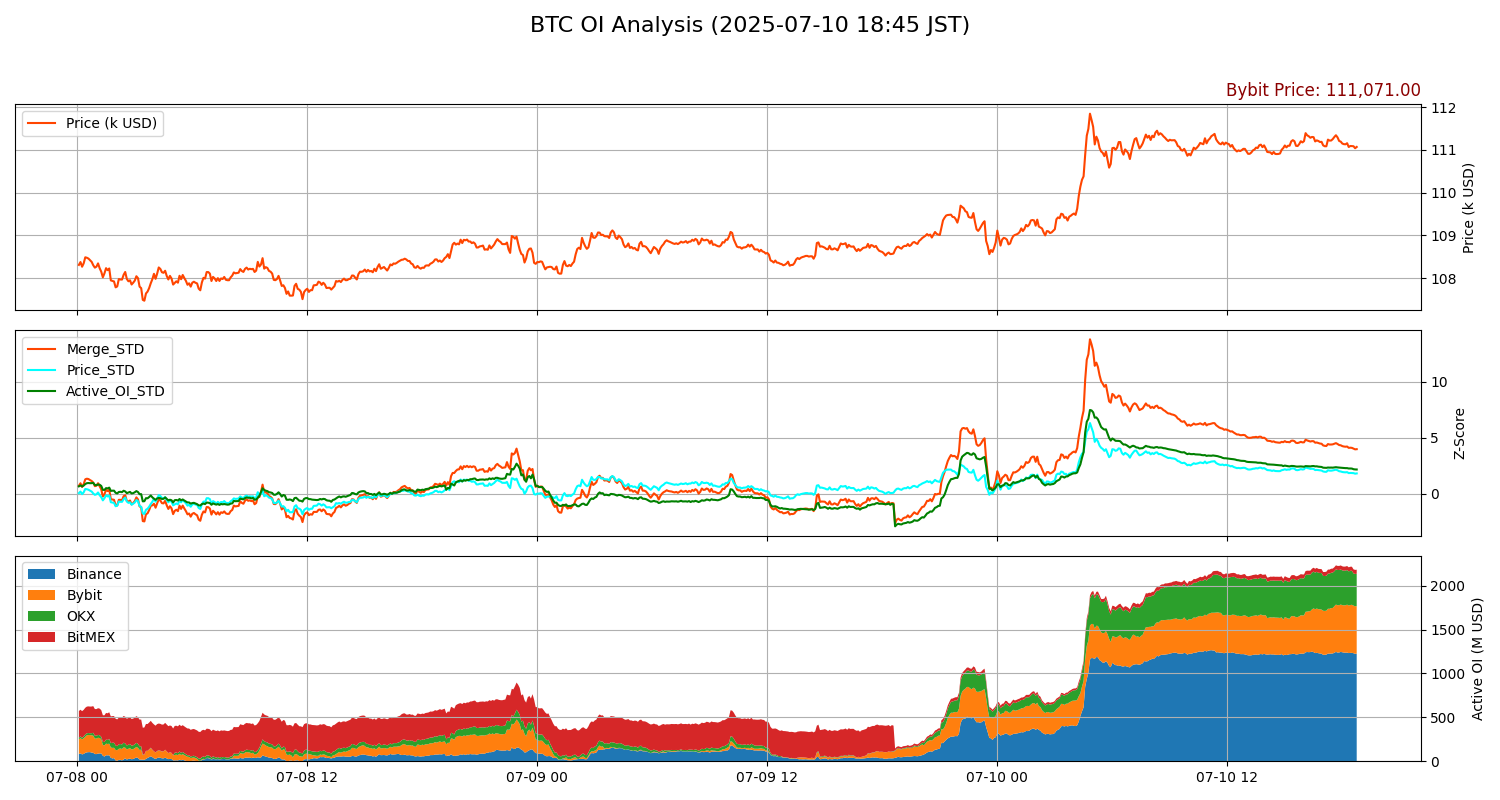 BTC OI Analysis (2025-07-10 18:45 JST)
Bybit Price: 111,071.00
Price (k USD)
112
111
110
109
108
Price (k USD)
Merge_STD
Price_STD
Active_OI_STD
10
5
0
Z-Score
Binance
Bybit
OKX
BitMEX
2000
1500
1000
500
0
Active OI (M USD)
07-08 00
07-08 12
07-09 00
07-09 12
07-10 00
07-10 12